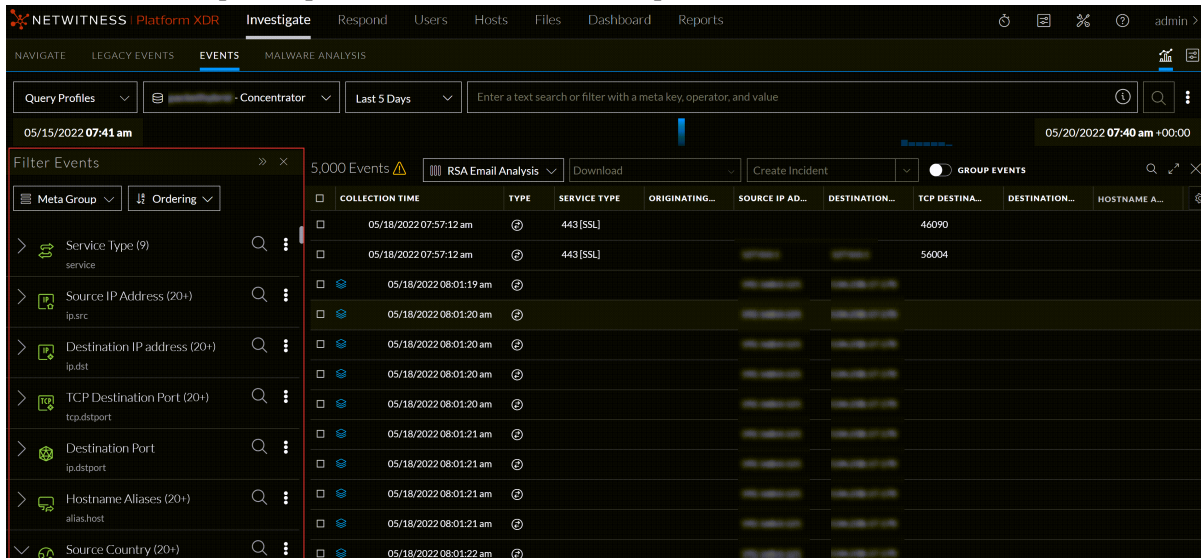 NETWITNESS Platform XDR Investigate Respond Users Hosts Files Dashboard Reports admin >
NAVIGATE LEGACY EVENTS EVENTS MALWARE ANALYSIS
Query Profiles - Concentrator Last 5 Days Enter a text search or filter with a meta key, operator, and value
05/15/2022 07:41 am 05/20/2022 07:40 am +00:00
Filter Events
5,000 Events RSA Email Analysis Download Create Incident GROUP EVENTS
Meta Group Ordering
COLLECTION TIME TYPE SERVICE TYPE ORIGINATING... SOURCE IP AD... DESTINATION... TCP DESTINA... DESTINATION... HOSTNAME A...
05/18/2022 07:57:12 am 443 [SSL] 46090
Service Type (9)
service
05/18/2022 07:57:12 am 443 [SSL] 56004
05/18/2022 08:01:19 am
Source IP Address (20+)
ip.src
05/18/2022 08:01:20 am
Destination IP address (20+)
ip.dst
05/18/2022 08:01:20 am
05/18/2022 08:01:20 am
TCP Destination Port (20+)
tcp.dstport
05/18/2022 08:01:20 am
05/18/2022 08:01:21 am
Destination Port
ip.dstport
05/18/2022 08:01:21 am
Hostname Aliases (20+)
alias.host
05/18/2022 08:01:21 am
05/18/2022 08:01:21 am
Source Country (20+)
05/18/2022 08:01:22 am